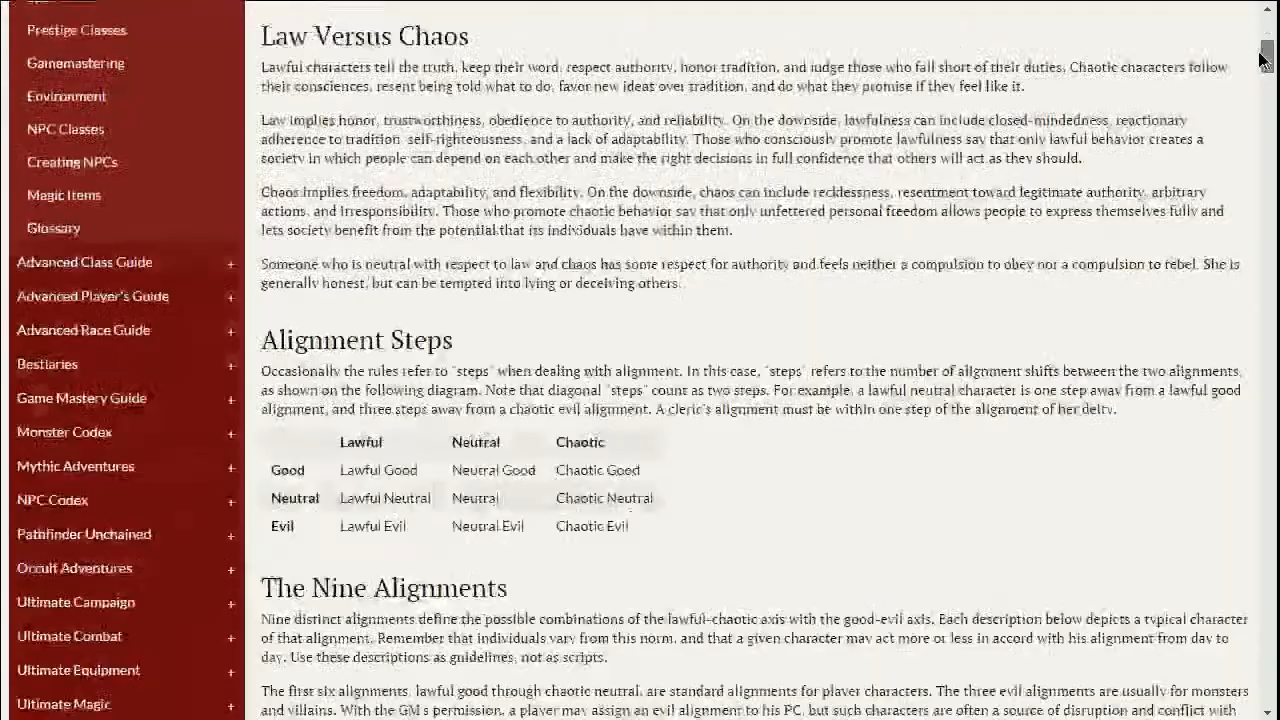 Prestige Classes
Gamemastering
Environment
NPC Classes
Creating NPCs
Magic Items
Glossary
Advanced Class Guide +
Advanced Player's Guide +
Advanced Race Guide +
Bestiaries +
Game Mastery Guide +
Monster Codex +
Mythic Adventures +
NPC Codex +
Pathfinder Unchained +
Occult Adventures +
Ultimate Campaign +
Ultimate Combat +
Ultimate Equipment +
Ultimate Magic +
Law Versus Chaos
Lawful characters tell the truth, keep their word, respect authority, honor tradition, and judge those who fall short of their duties. Chaotic characters follow
their consciences, resent being told what to do, favor new ideas over tradition, and do what they promise if they feel like it.
Law implies honor, trustworthiness, obedience to authority, and reliability. On the downside, lawfulness can include closed-mindedness, reactionary
adherence to tradition, self-righteousness, and a lack of adaptability. Those who consciously promote lawfulness say that only lawful behavior creates a
society in which people can depend on each other and make the right decisions in full confidence that others will act as they should.
Chaos implies freedom, adaptability, and flexibility. On the downside, chaos can include recklessness, resentment toward legitimate authority, arbitrary
actions, and irresponsibility. Those who promote chaotic behavior say that only unfettered personal freedom allows people to express themselves fully and
lets society benefit from the potential that its individuals have within them.
Someone who is neutral with respect to law and chaos has some respect for authority and feels neither a compulsion to obey nor a compulsion to rebel. She is
generally honest, but can be tempted into lying or deceiving others.
Alignment Steps
Occasionally the rules refer to "steps" when dealing with alignment. In this case, "steps" refers to the number of alignment shifts between the two alignments,
as shown on the following diagram. Note that diagonal "steps" count as two steps. For example, a lawful neutral character is one step away from a lawful good
alignment, and three steps away from a chaotic evil alignment. A cleric's alignment must be within one step of the alignment of her deity.
Lawful Neutral Chaotic
Good Lawful Good Neutral Good Chaotic Good
Neutral Lawful Neutral Neutral Chaotic Neutral
Evil Lawful Evil Neutral Evil Chaotic Evil
The Nine Alignments
Nine distinct alignments define the possible combinations of the lawful-chaotic axis with the good-evil axis. Each description below depicts a typical character
of that alignment. Remember that individuals vary from this norm, and that a given character may act more or less in accord with his alignment from day to
day. Use these descriptions as guidelines, not as scripts.
The first six alignments, lawful good through chaotic neutral, are standard alignments for player characters. The three evil alignments are usually for monsters
and villains. With the GM's permission, a player may assign an evil alignment to his PC, but such characters are often a source of disruption and conflict with